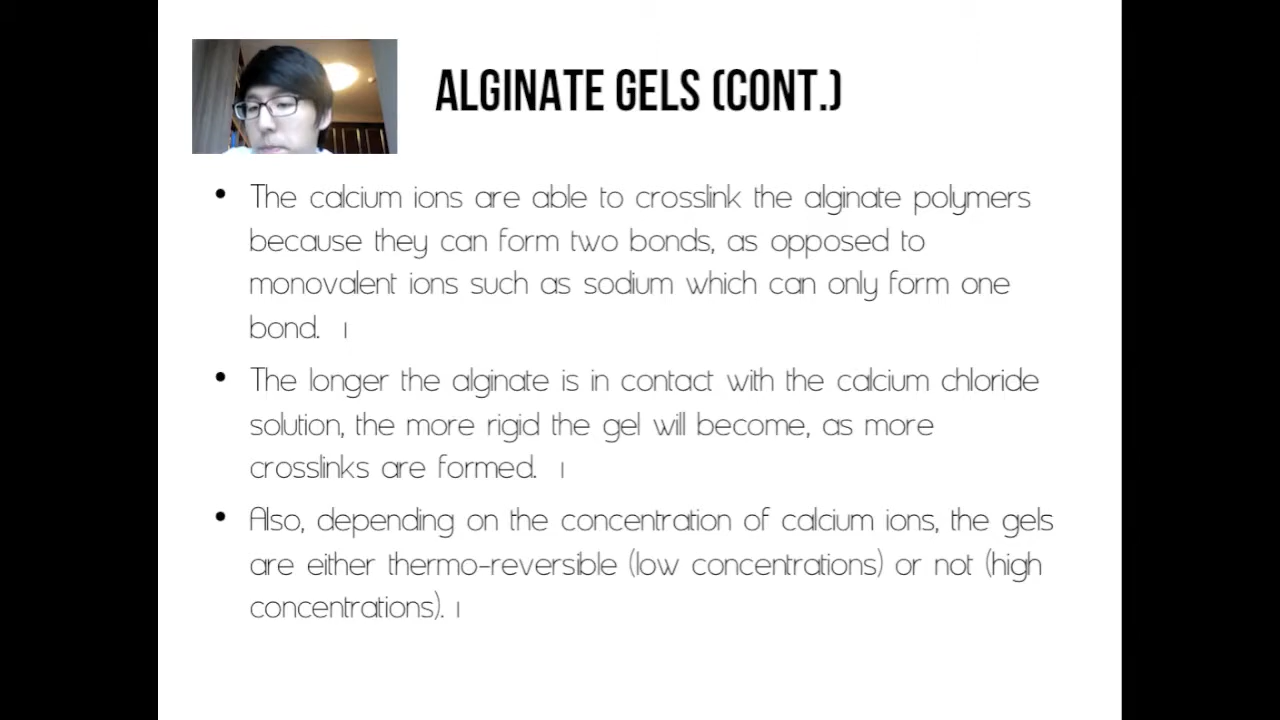 ALGINATE GELS (CONT.)
• The calcium ions are able to crosslink the alginate polymers
because they can form two bonds, as opposed to
monovalent ions such as sodium which can only form one
bond. 1
• The longer the alginate is in contact with the calcium chloride
solution, the more rigid the gel will become, as more
crosslinks are formed. 1
• Also, depending on the concentration of calcium ions, the gels
are either thermo-reversible (low concentrations) or not (high
concentrations). 1